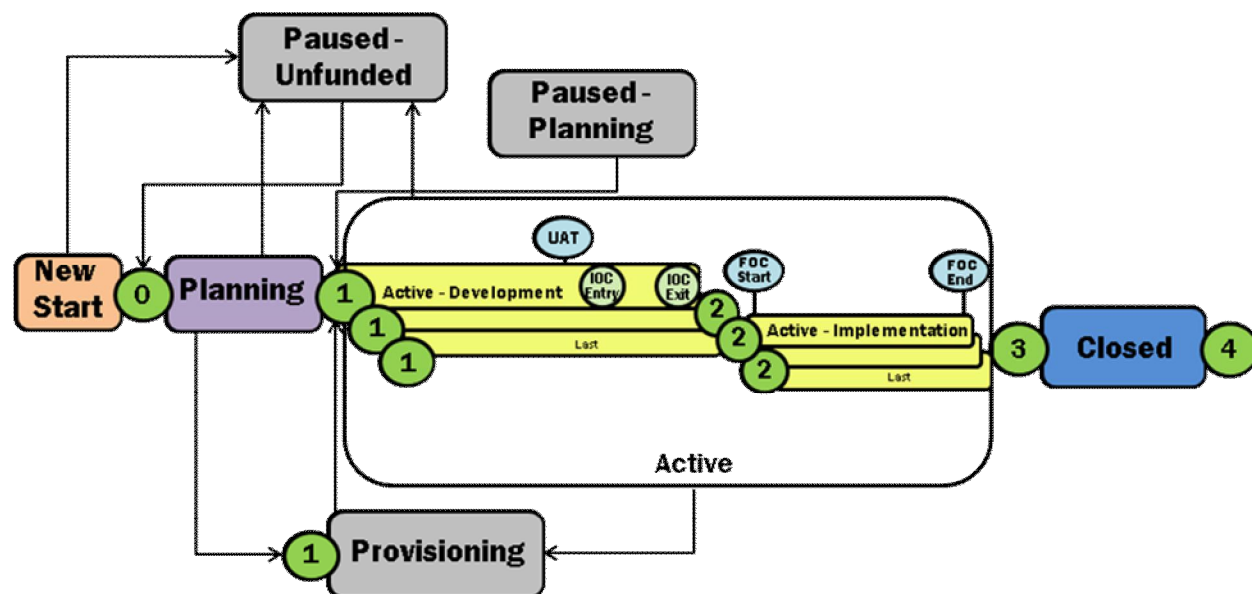 Paused -
Unfunded
Paused -
Planning
UAT
FOC
Start
FOC
End
New
Start
0
Planning
1
Active - Development
IOC
Entry
IOC
Exit
2
1
2
Active - Implementation
Last
1
2
Last
3
Closed
4
Active
1
Provisioning